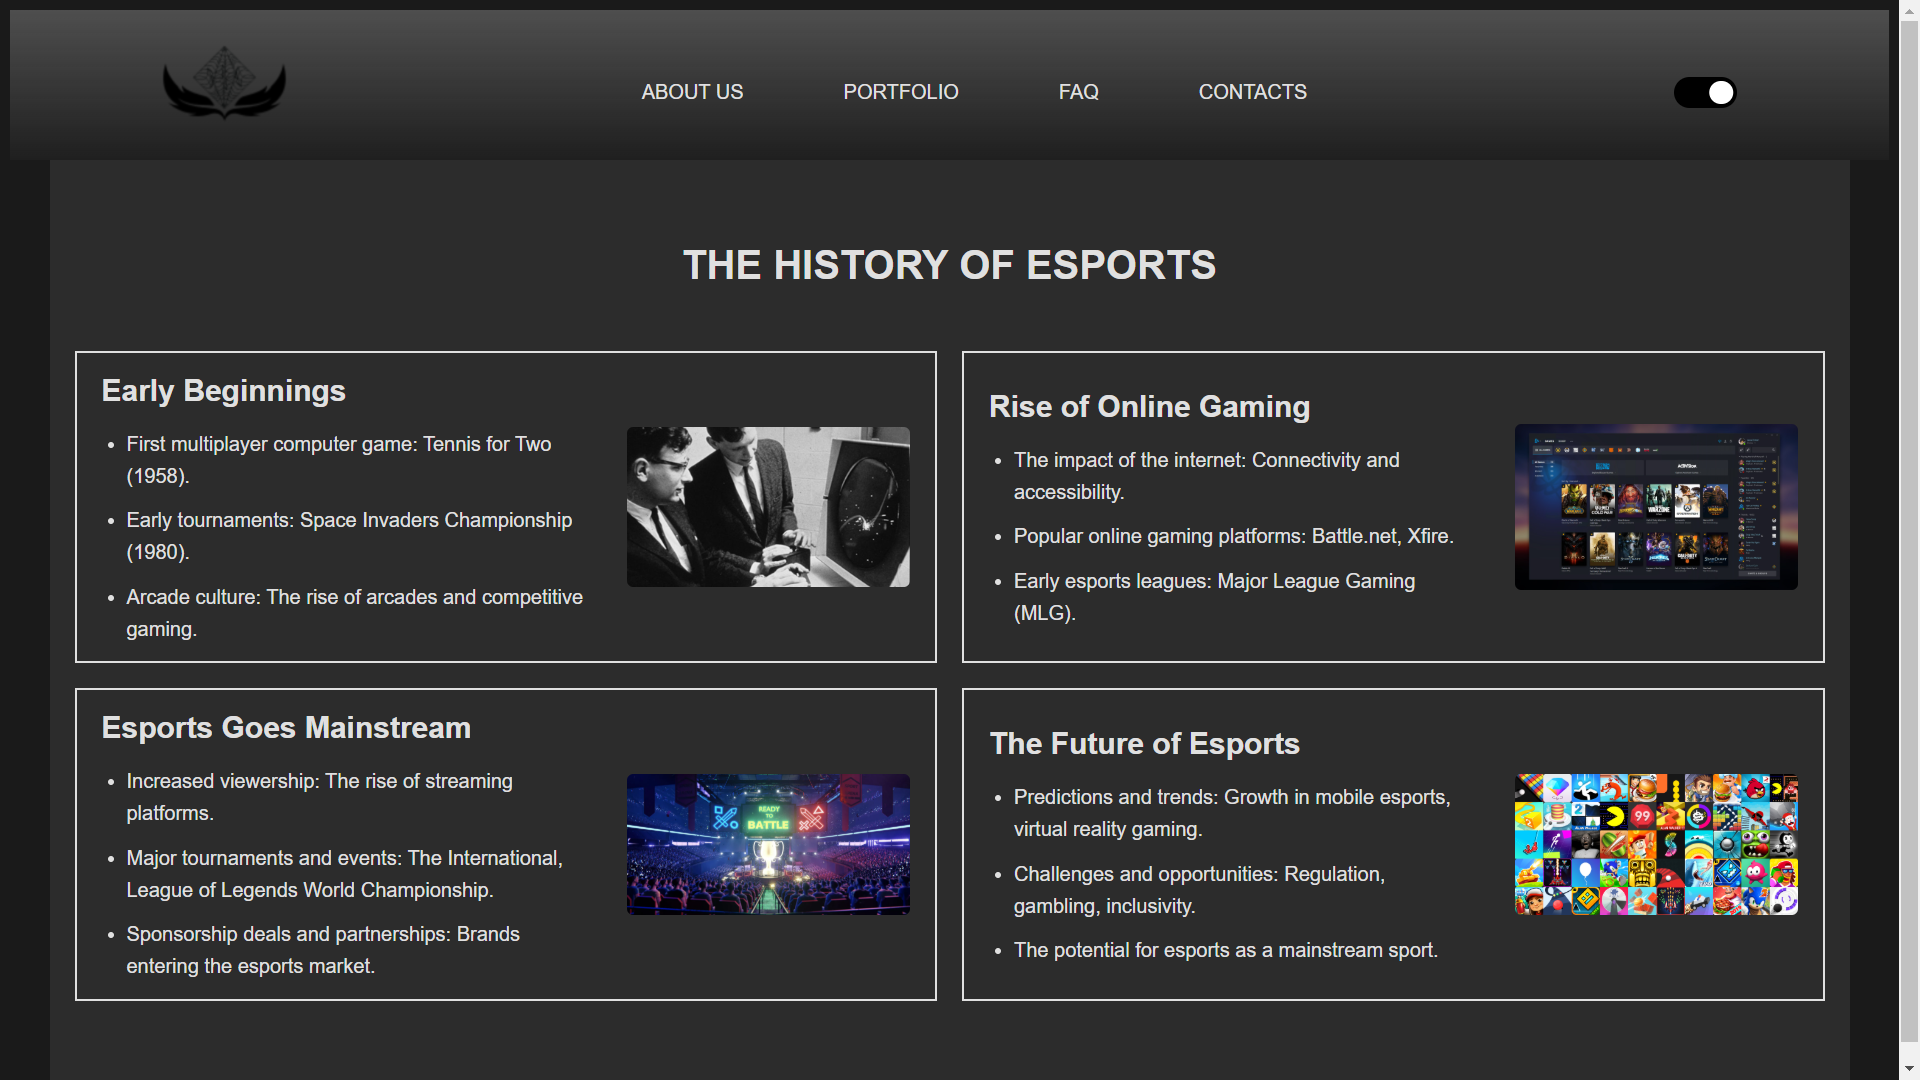 ABOUT US PORTFOLIO FAQ CONTACTS
THE HISTORY OF ESPORTS
Early Beginnings
First multiplayer computer game: Tennis for Two
(1958).
Early tournaments: Space Invaders Championship
(1980).
Arcade culture: The rise of arcades and competitive
gaming.
Rise of Online Gaming
The impact of the internet: Connectivity and
accessibility.
Popular online gaming platforms: Battle.net, Xfire.
Early esports leagues: Major League Gaming
(MLG).
WARZONE
Esports Goes Mainstream
Increased viewership: The rise of streaming
platforms.
Major tournaments and events: The International,
League of Legends World Championship.
Sponsorship deals and partnerships: Brands
entering the esports market.
READY
TO
BATTLE
The Future of Esports
Predictions and trends: Growth in mobile esports,
virtual reality gaming.
Challenges and opportunities: Regulation,
gambling, inclusivity.
The potential for esports as a mainstream sport.
2
99